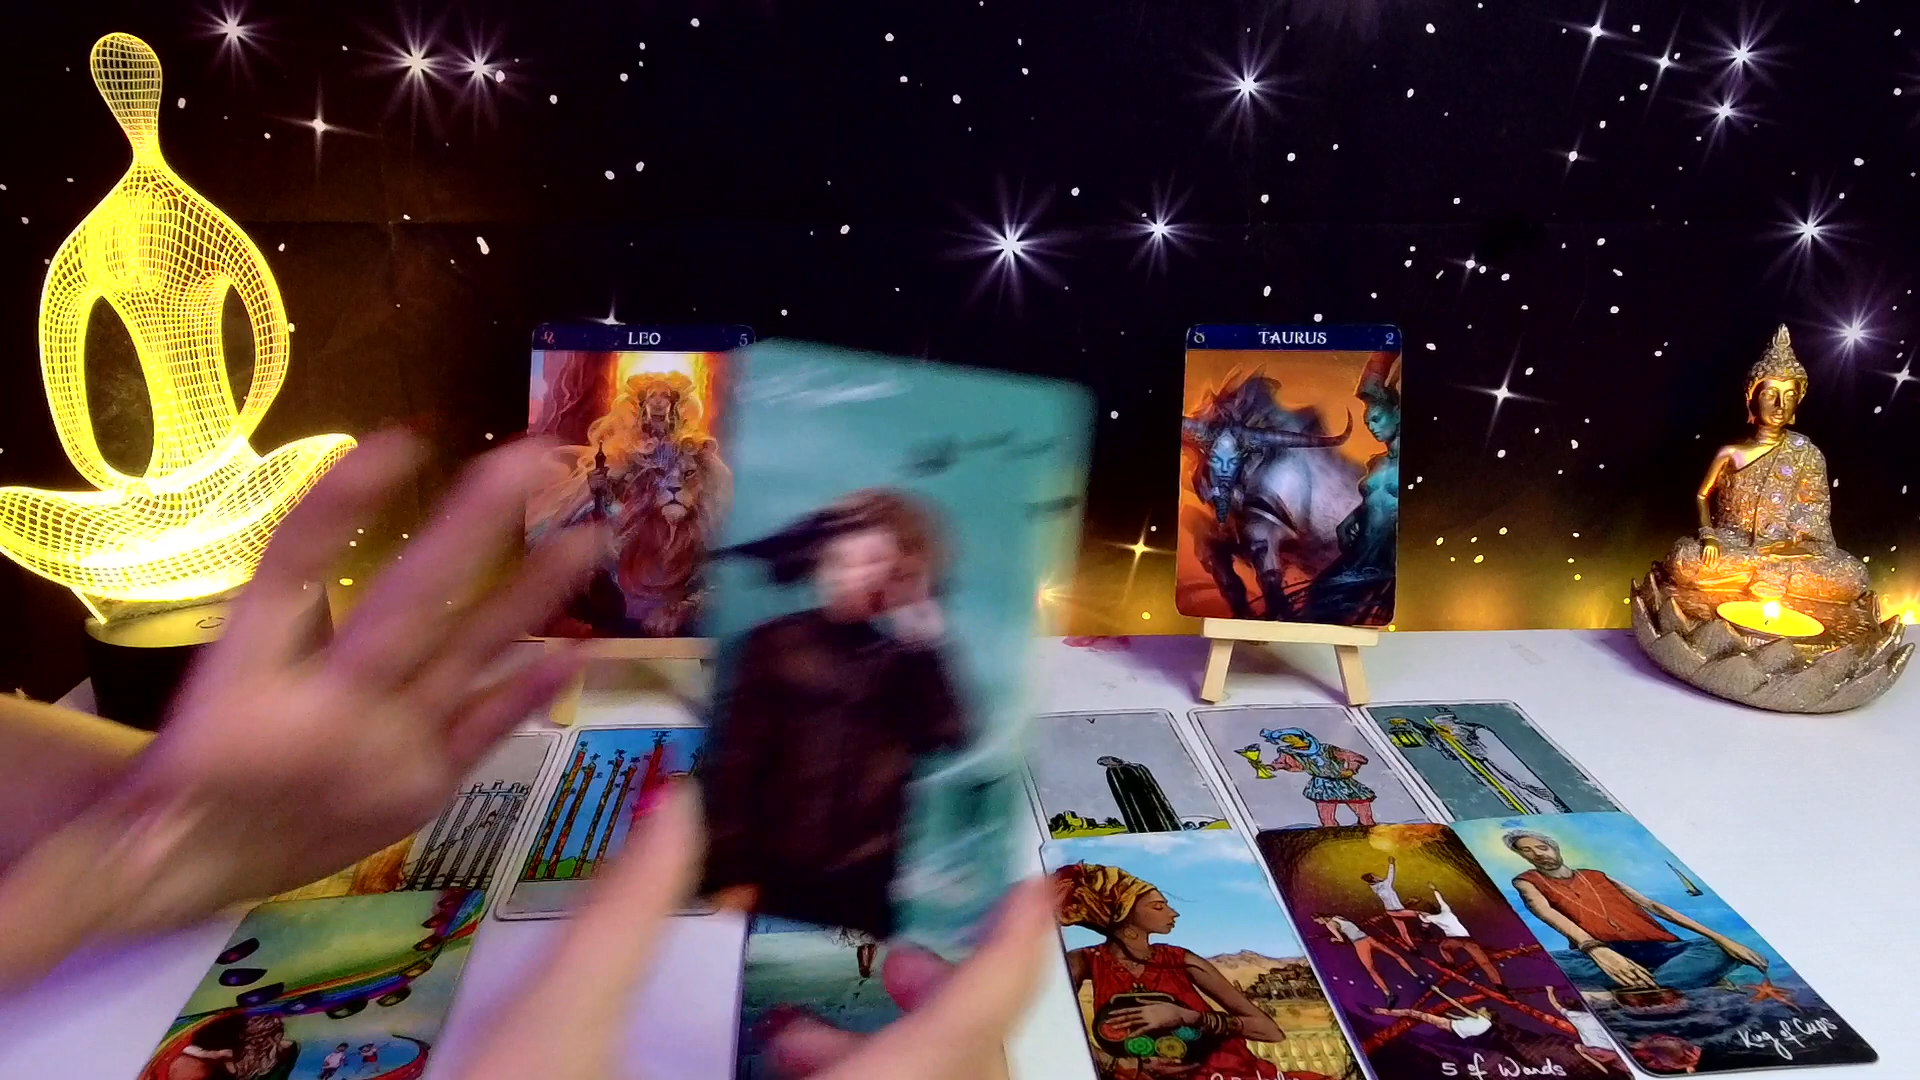 LEO 5
TAURUS 2
V
King of Cups
5 of Wands